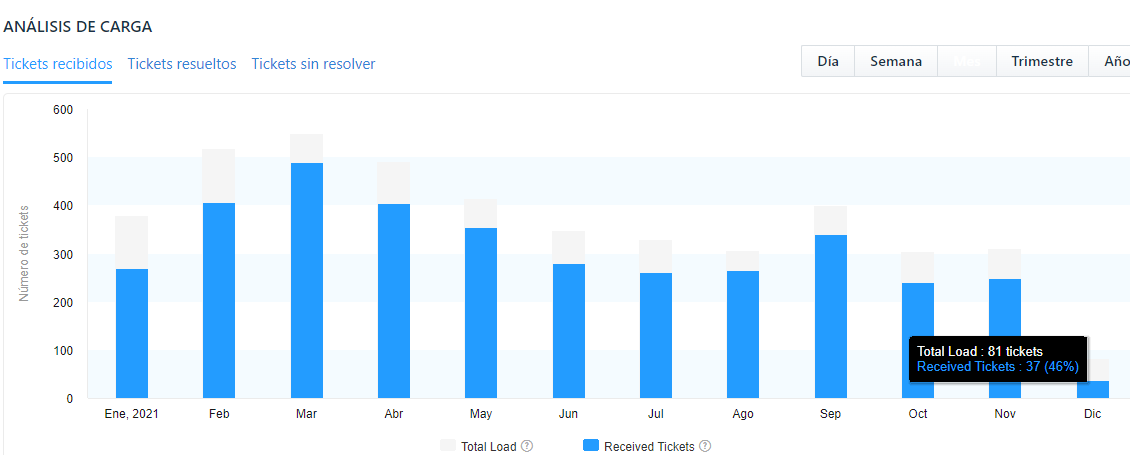 ANÁLISIS DE CARGA
Tickets recibidos Tickets resueltos Tickets sin resolver
Día Semana Mes Trimestre Año
600
500
400
300
200
100
0
Número de tickets
Total Load : 81 tickets
Received Tickets : 37 (46%)
Ene, 2021 Feb Mar Abr May Jun Jul Ago Sep Oct Nov Dic
Total Load ? Received Tickets ?